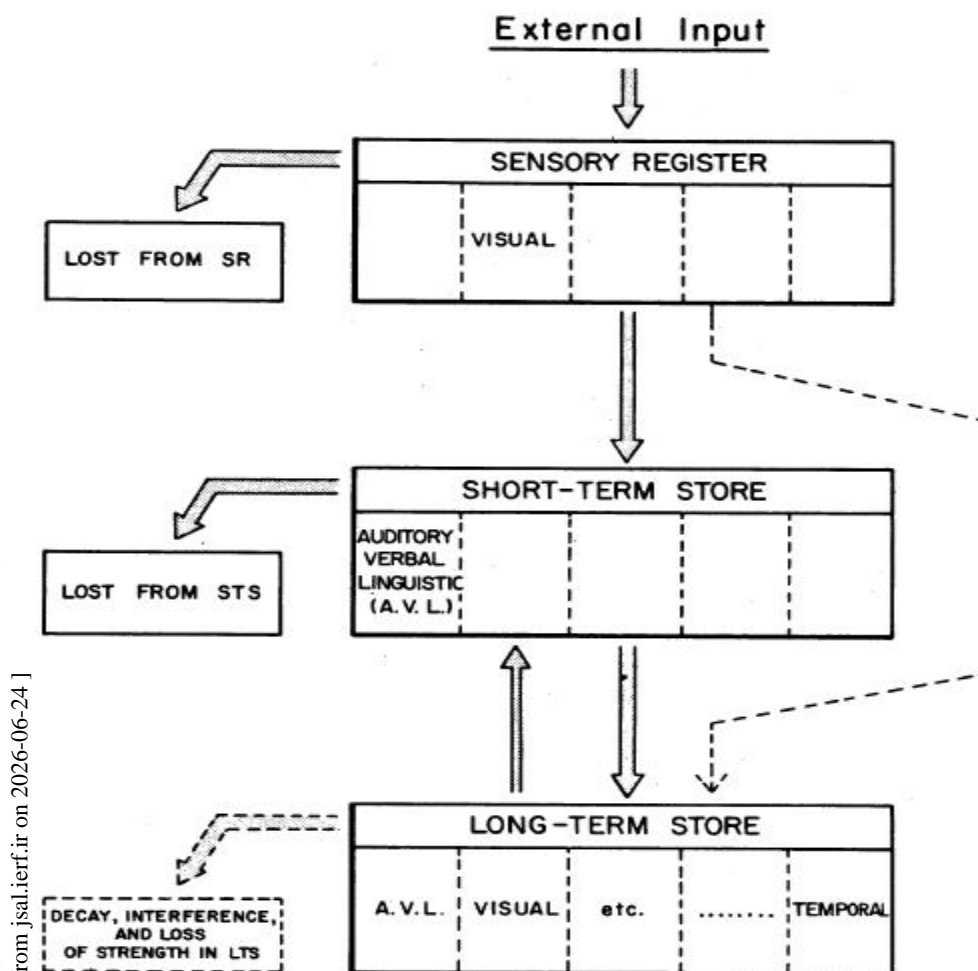 External Input
SENSORY REGISTER
VISUAL
LOST FROM SR
SHORT-TERM STORE
AUDITORY
VERBAL
LINGUISTIC
(A.V.L.)
LOST FROM STS
LONG-TERM STORE
A.V.L. VISUAL etc. ........ TEMPORAL
DECAY, INTERFERENCE,
AND LOSS
OF STRENGTH IN LTS
from jsal.ierf.ir on 2026-06-24 ]